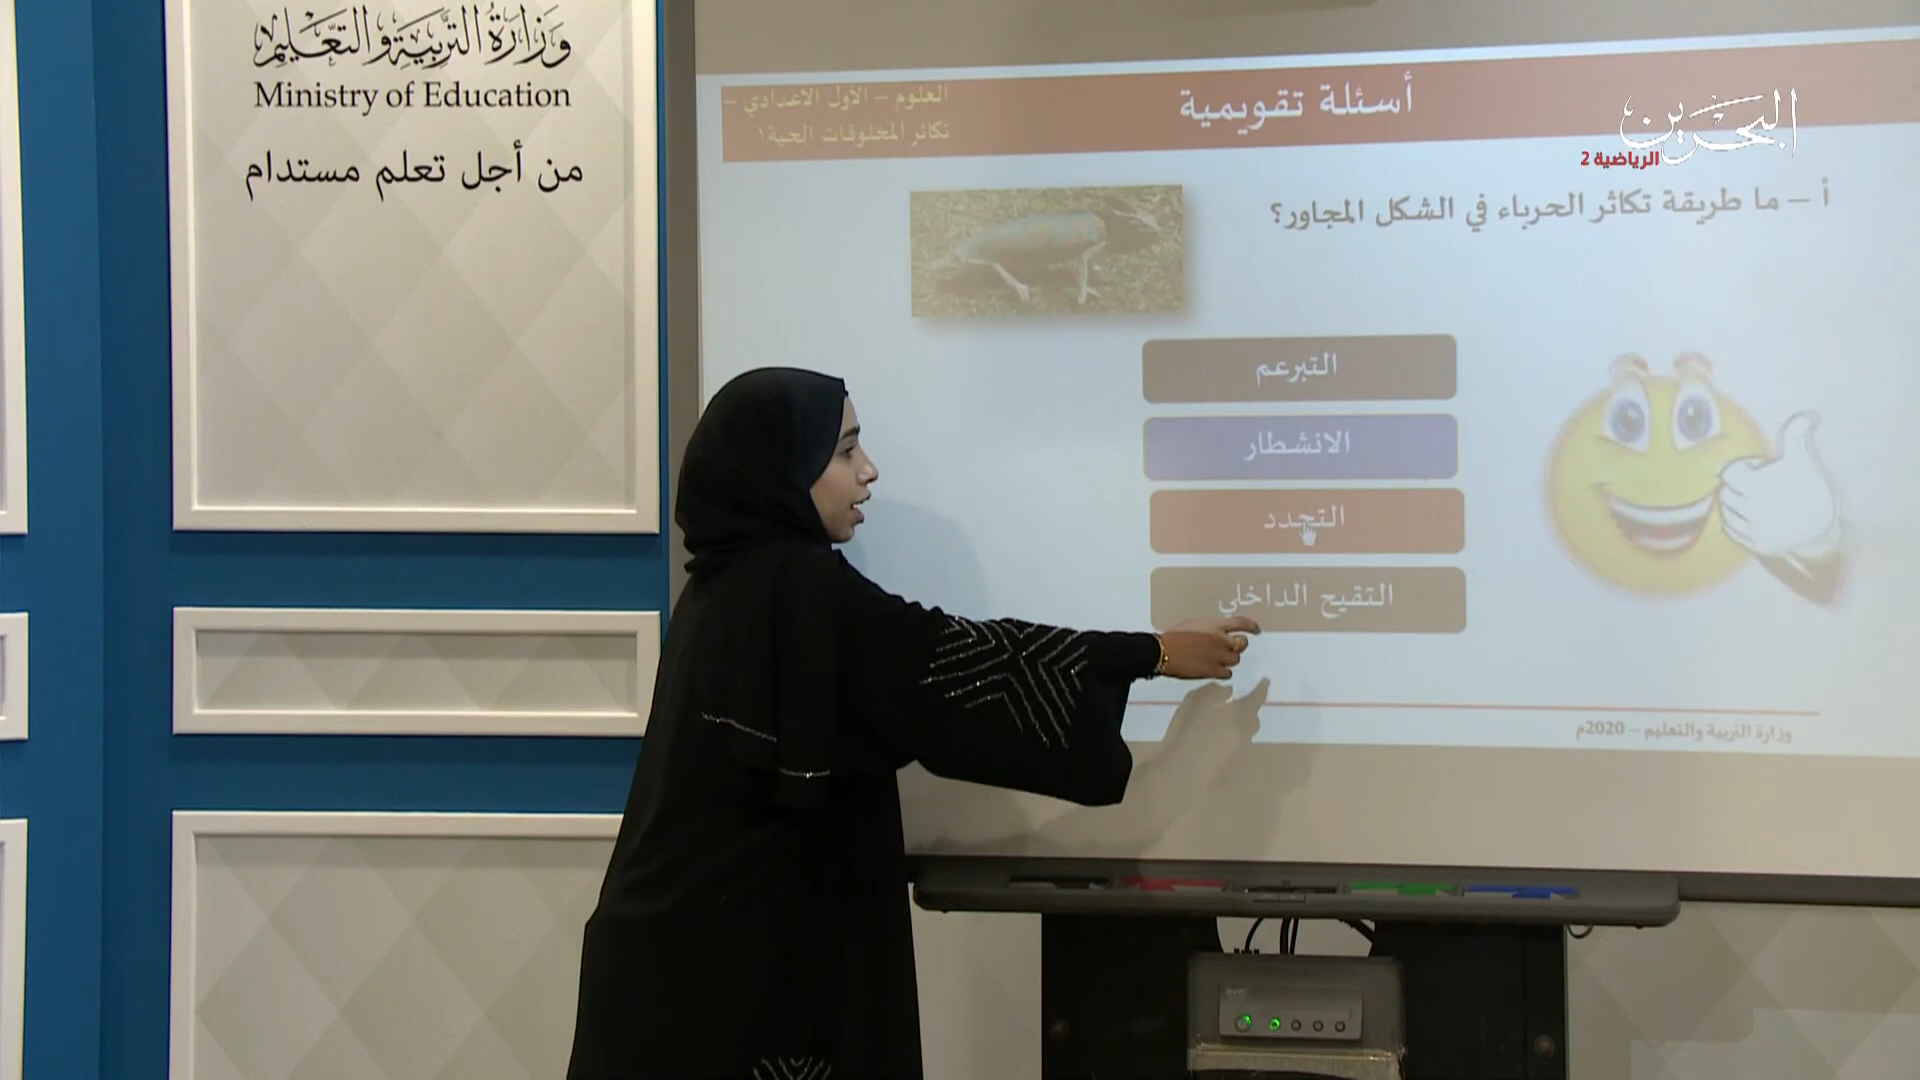 وزارة التربية والتعليم
Ministry of Education
من أجل تعلم مستدام
أسئلة تقويمية
العلوم – الأول الاعدادي –
تكاثر المخلوقات الحية١
البحرين
الرياضية 2
أ – ما طريقة تكاثر الحرباء في الشكل المجاور؟
التبرعم
الانشطار
التجدد
التقيح الداخلي
وزارة التربية والتعليم – 2020م